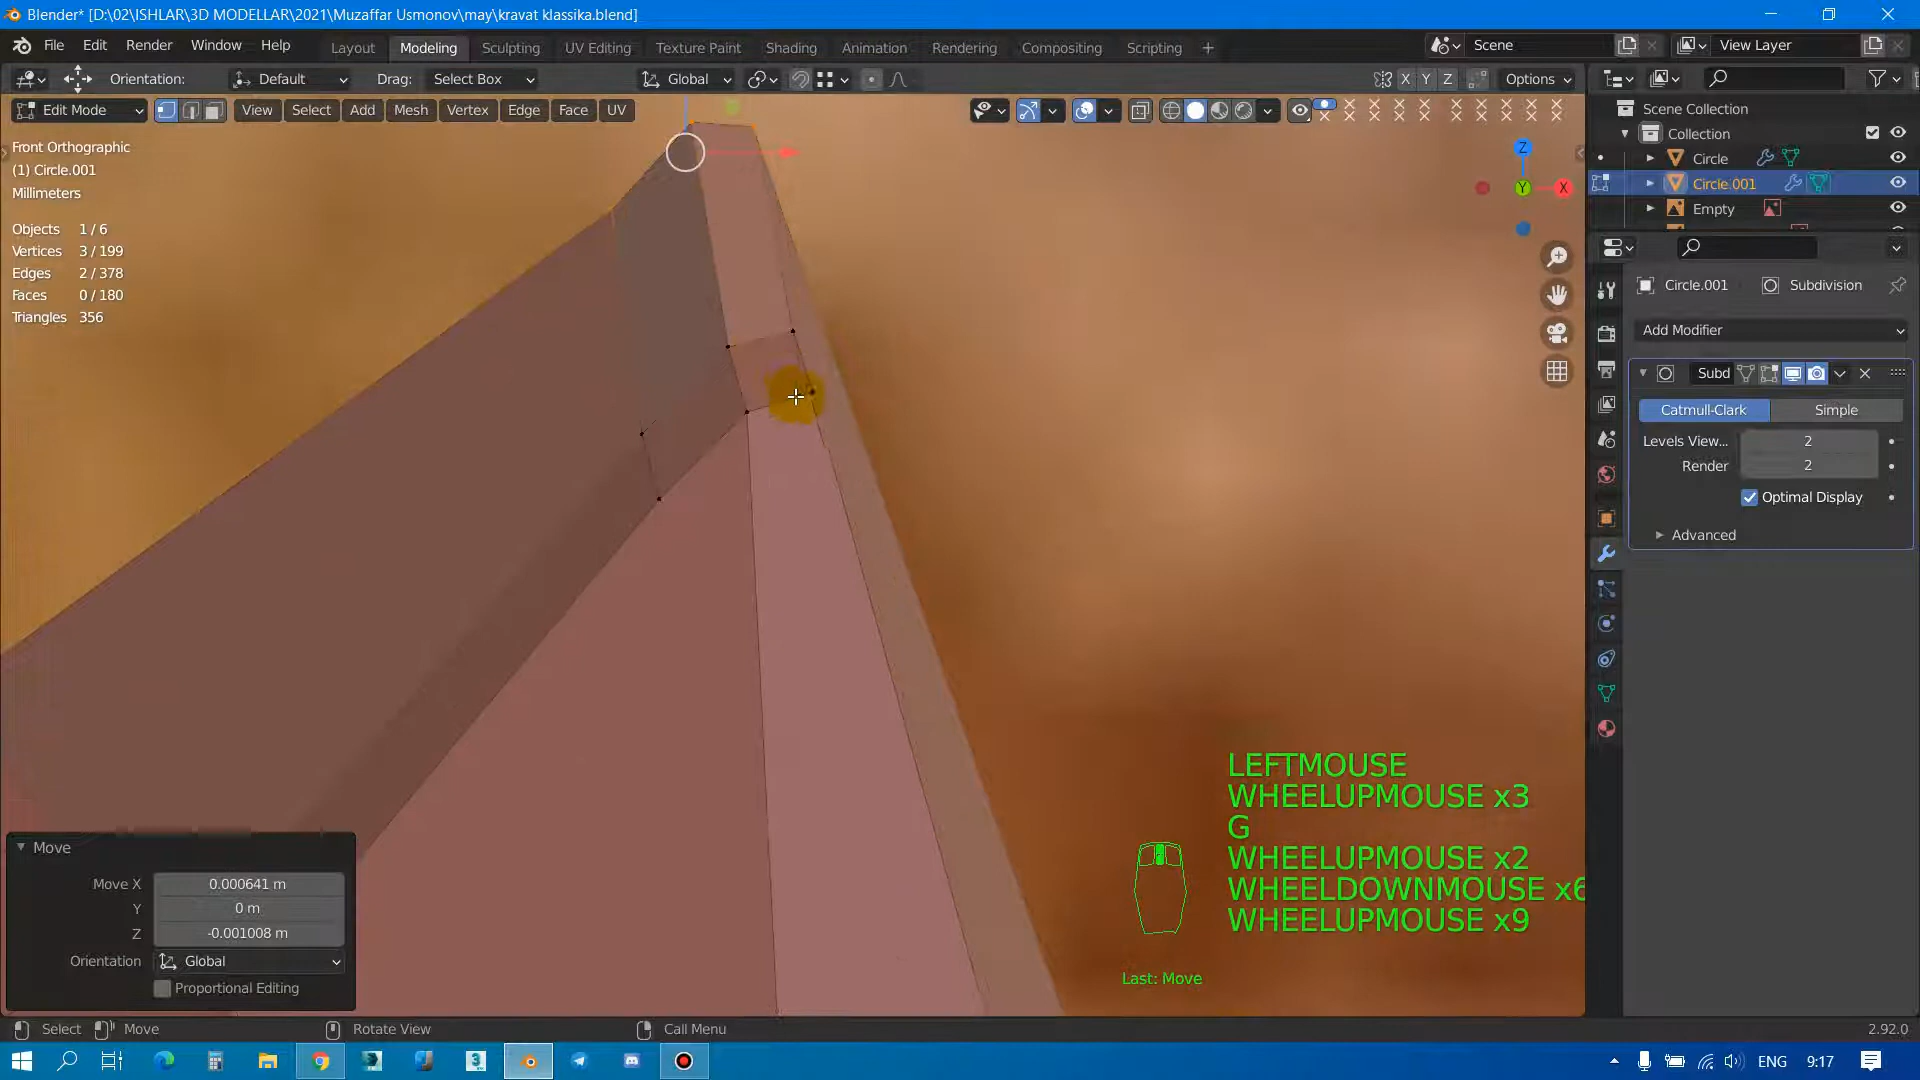 Blender* [D:\02\ISHLAR\3D MODELLAR\2021\Muzaffar Usmonov\may\kravat klassika.blend]
File Edit Render Window Help
Layout Modeling Sculpting UV Editing Texture Paint Shading Animation Rendering Compositing Scripting +
Scene
View Layer
Orientation: Default Drag: Select Box Global
X Y Z Options
Edit Mode View Select Add Mesh Vertex Edge Face UV
Scene Collection
Collection
Circle
Circle.001
Empty
Front Orthographic
(1) Circle.001
Millimeters
Objects 1 / 6
Vertices 3 / 199
Edges 2 / 378
Faces 0 / 180
Triangles 356
Z
Y
X
Circle.001 Subdivision
Add Modifier
Subd
Catmull-Clark Simple
Levels View... 2
Render 2
Optimal Display
Advanced
LEFTMOUSE
WHEELUPMOUSE x3
G
WHEELUPMOUSE x2
WHEELDOWNMOUSE x6
WHEELUPMOUSE x9
Last: Move
Move
Move X 0.000641 m
Y 0 m
Z -0.001008 m
Orientation Global
Proportional Editing
Select Move Rotate View Call Menu 2.92.0
ENG 9:17